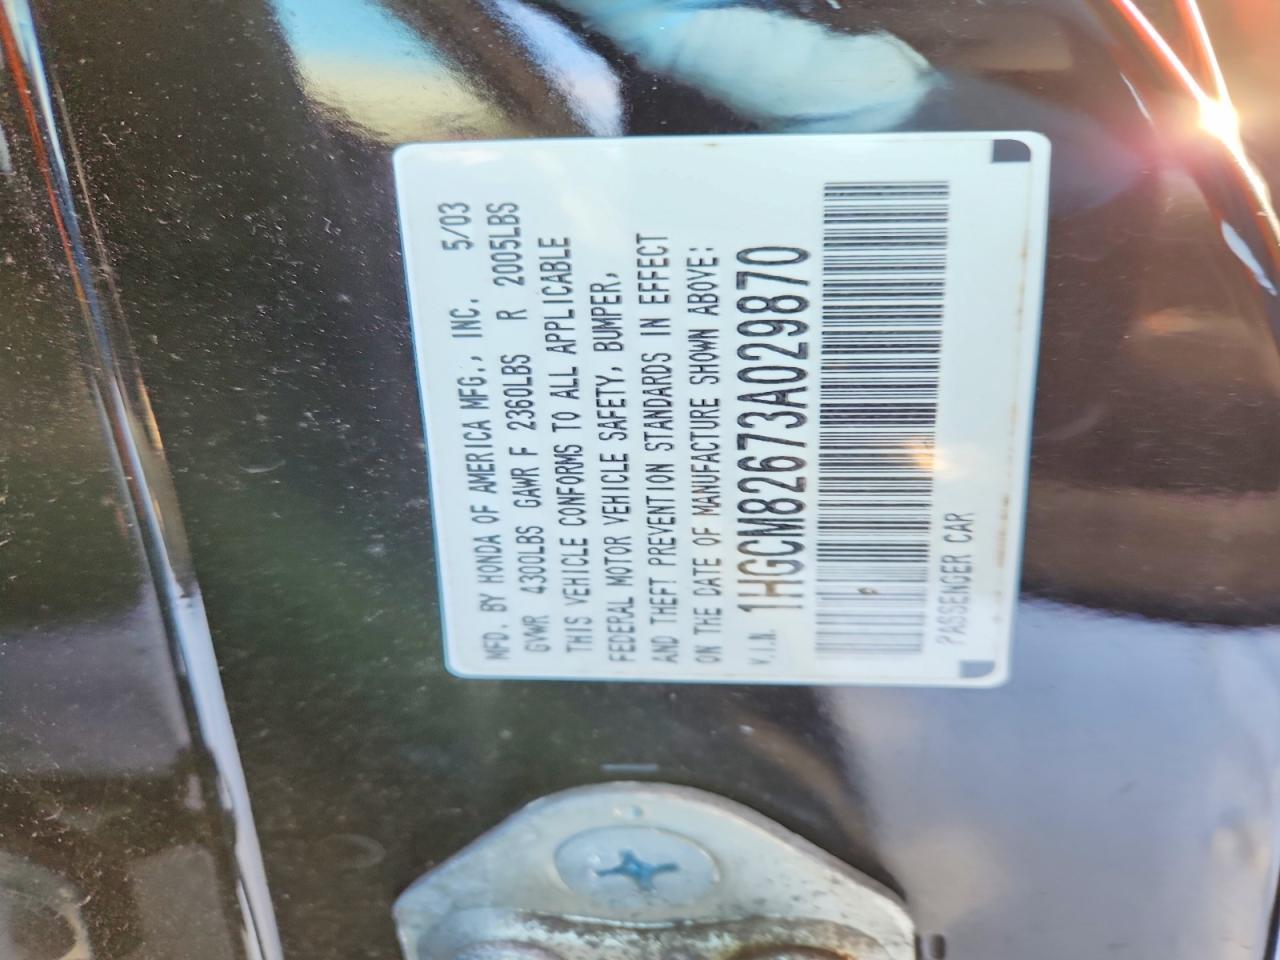 MFD. BY HONDA OF AMERICA MFG., INC. 5/03
GVWR 4300LBS GAWR F 2360LBS R 2005LBS
THIS VEHICLE CONFORMS TO ALL APPLICABLE
FEDERAL MOTOR VEHICLE SAFETY, BUMPER,
AND THEFT PREVENTION STANDARDS IN EFFECT
ON THE DATE OF MANUFACTURE SHOWN ABOVE:
V.I.N. 1HGCM82673A029870
PASSENGER CAR